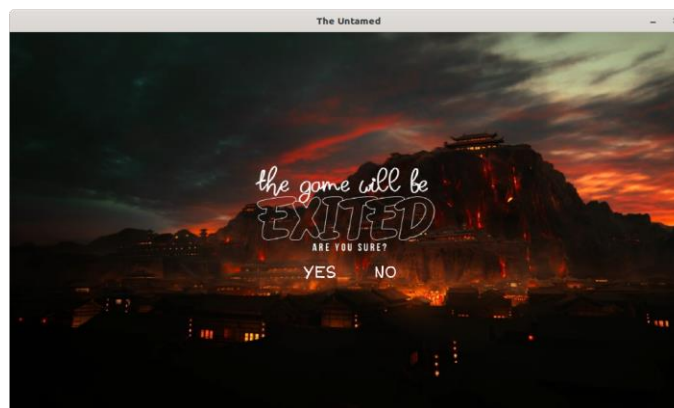 The Untamed
the game will be
EXITED
ARE YOU SURE?
YES NO